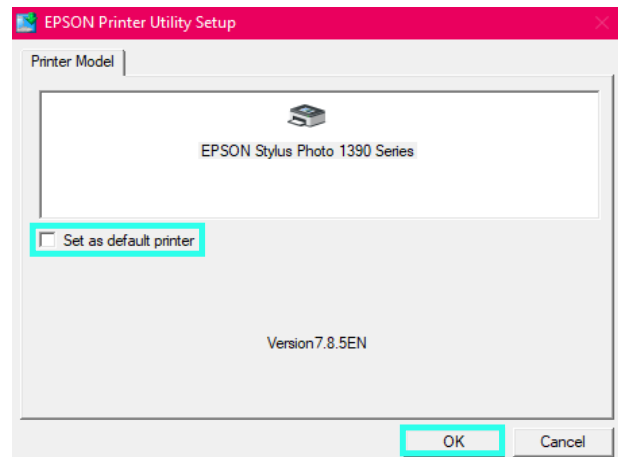 EPSON Printer Utility Setup
Printer Model
EPSON Stylus Photo 1390 Series
Set as default printer
Version7.8.5EN
OK
Cancel